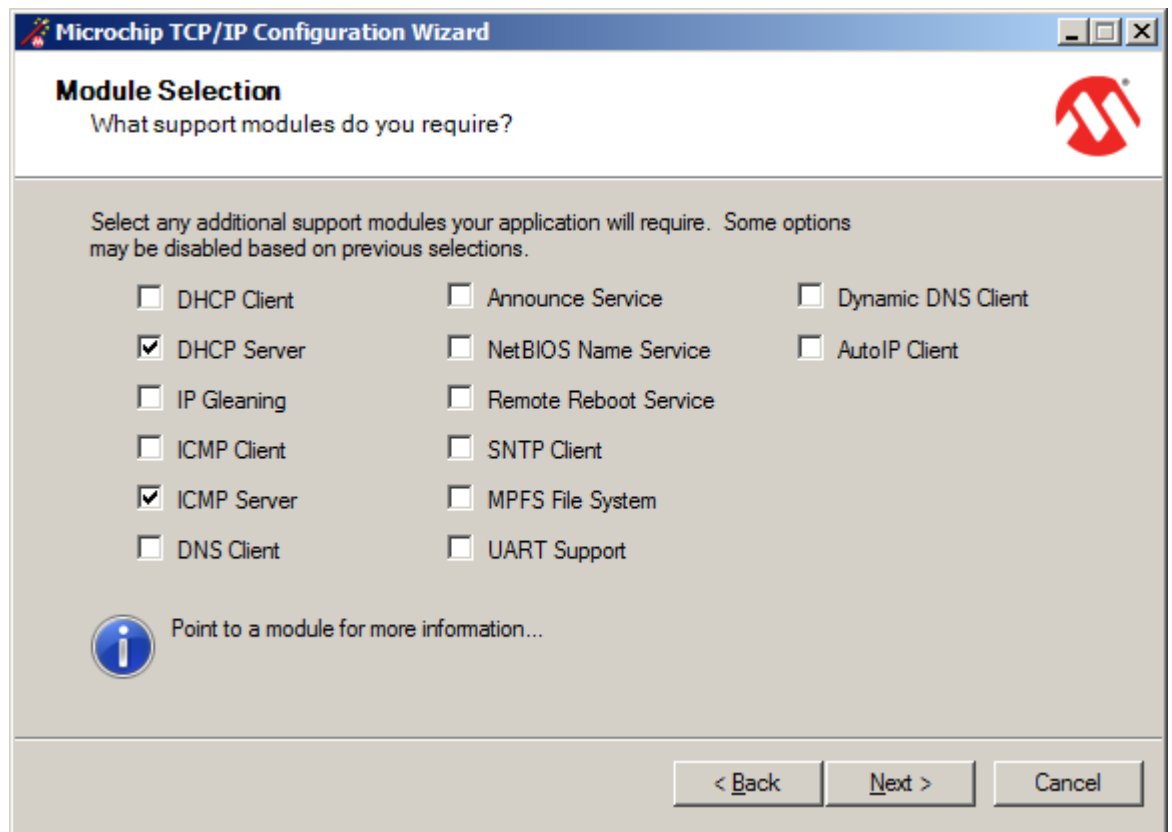 Microchip TCP/IP Configuration Wizard
Module Selection
What support modules do you require?
Select any additional support modules your application will require. Some options
may be disabled based on previous selections.
DHCP Client
Announce Service
Dynamic DNS Client
DHCP Server
NetBIOS Name Service
AutoIP Client
IP Gleaning
Remote Reboot Service
ICMP Client
SNTP Client
ICMP Server
MPFS File System
DNS Client
UART Support
Point to a module for more information...
< Back
Next >
Cancel